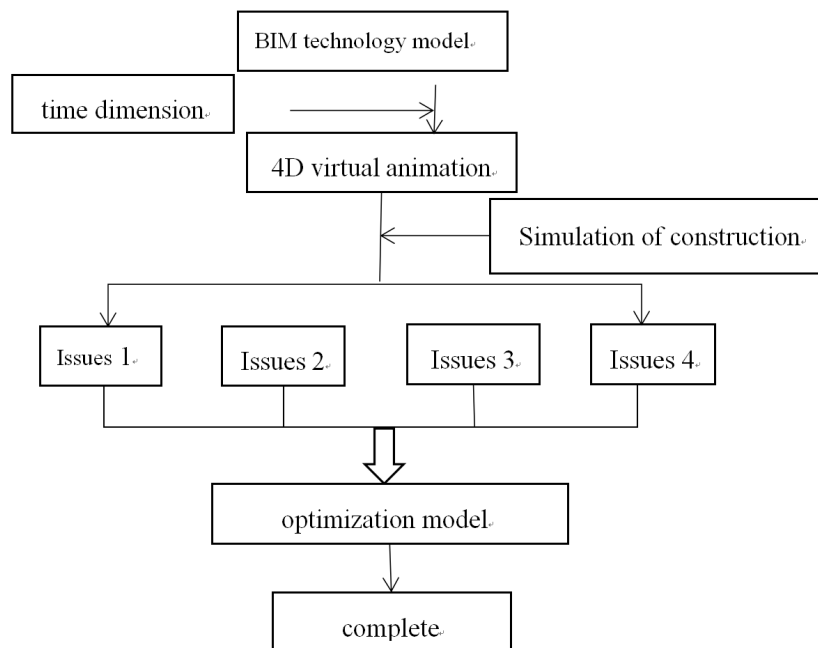 BIM technology model
time dimension
4D virtual animation
Simulation of construction
Issues 1
Issues 2
Issues 3
Issues 4
optimization model
complete